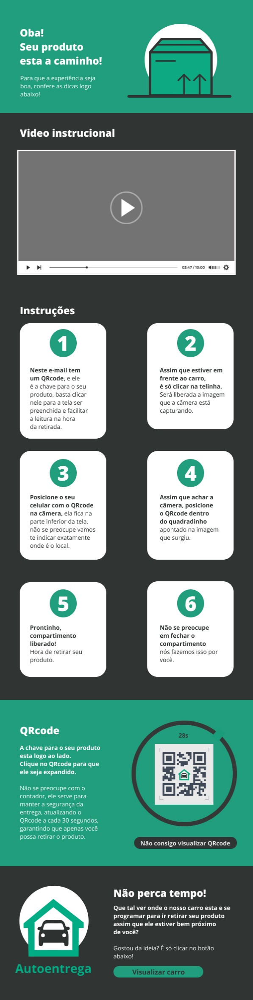 Oba!
Seu produto
esta a caminho!
Para que a experiência seja
boa, confere as dicas logo
abaixo!
Video instrucional
03:47 / 10:00
Instruções
1
Neste e-mail tem
um QRcode, e ele
é a chave para o seu
produto, basta clicar
nele para a tela ser
preenchida e facilitar
a leitura na hora
da retirada.
2
Assim que estiver em
frente ao carro,
é só clicar na telinha.
Será liberada a imagem
que a câmera está
capturando.
3
Posicione o seu
celular com o QRcode
na câmera, ela fica na
parte inferior da tela,
não se preocupe vamos
te indicar exatamente
onde é o local.
4
Assim que achar a
câmera, posicione
o QRcode dentro
do quadradinho
apontado na imagem
que surgiu.
5
Prontinho,
compartimento
liberado!
Hora de retirar seu
produto.
6
Não se preocupe
em fechar o
compartimento
nós fazemos isso por
você.
QRcode
A chave para o seu produto
esta logo ao lado.
Clique no QRcode para que
ele seja expandido.
Não se preocupe com o
contador, ele serve para
manter a segurança da
entrega, atualizando o
QRcode a cada 30 segundos,
garantindo que apenas você
possa retirar o produto.
28s
Não consigo visualizar QRcode
Autoentrega
Não perca tempo!
Que tal ver onde o nosso carro esta e se
programar para ir retirar seu produto
assim que ele estiver bem próximo
de você?
Gostou da ideia? É só clicar no botão
abaixo!
Visualizar carro